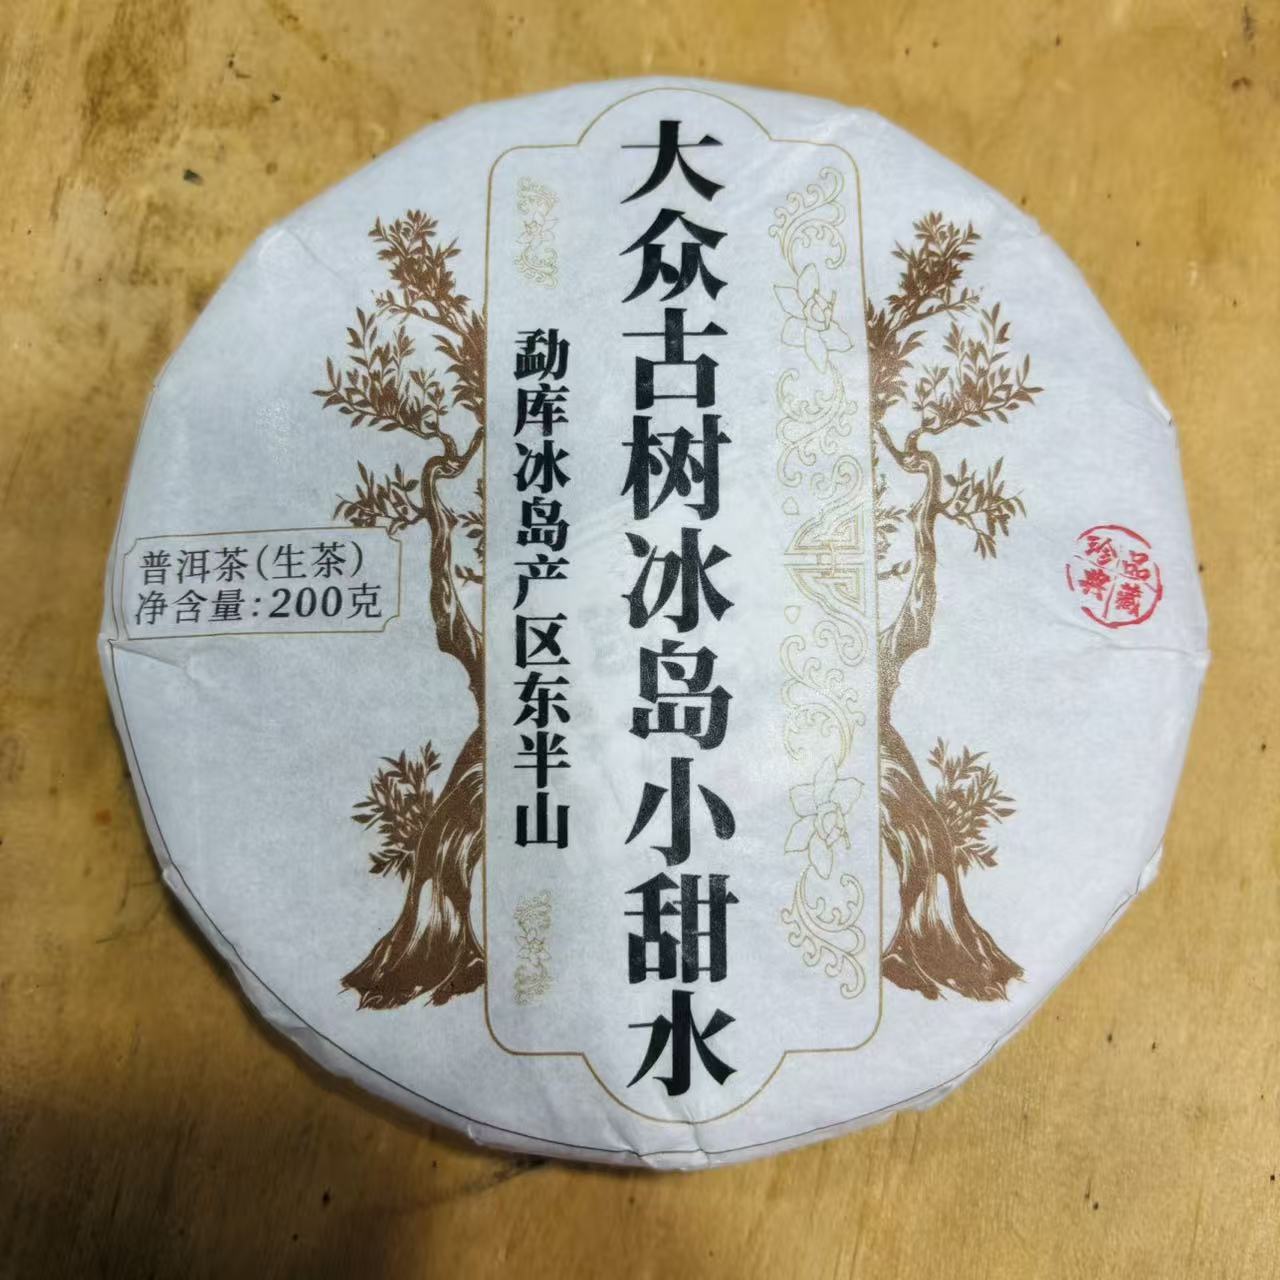 大众古树冰岛小甜水
勐库冰岛产区东半山
普洱茶(生茶)
净含量:200克
珍品
典藏